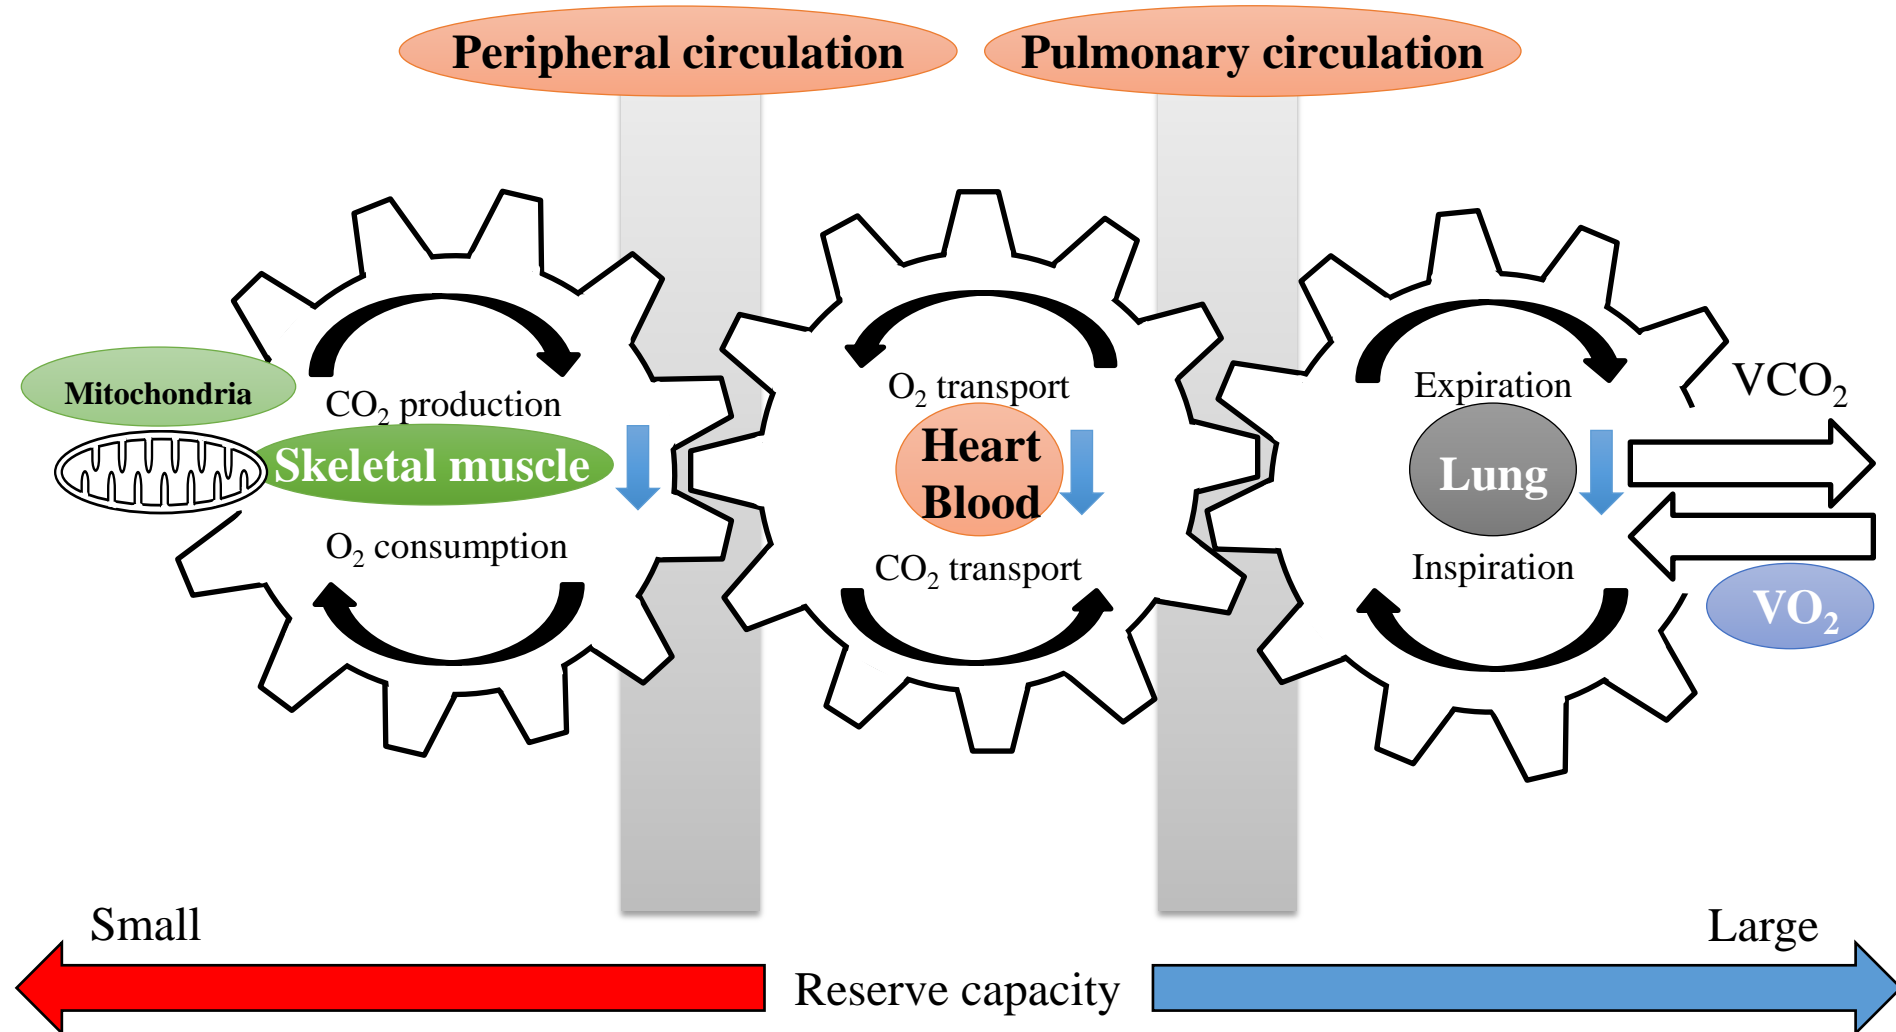 Peripheral circulation
Pulmonary circulation
Mitochondria
CO₂ production
Skeletal muscle
O₂ consumption
O₂ transport
Heart
Blood
CO₂ transport
Expiration
Lung
Inspiration
VCO₂
VO₂
Small
Reserve capacity
Large